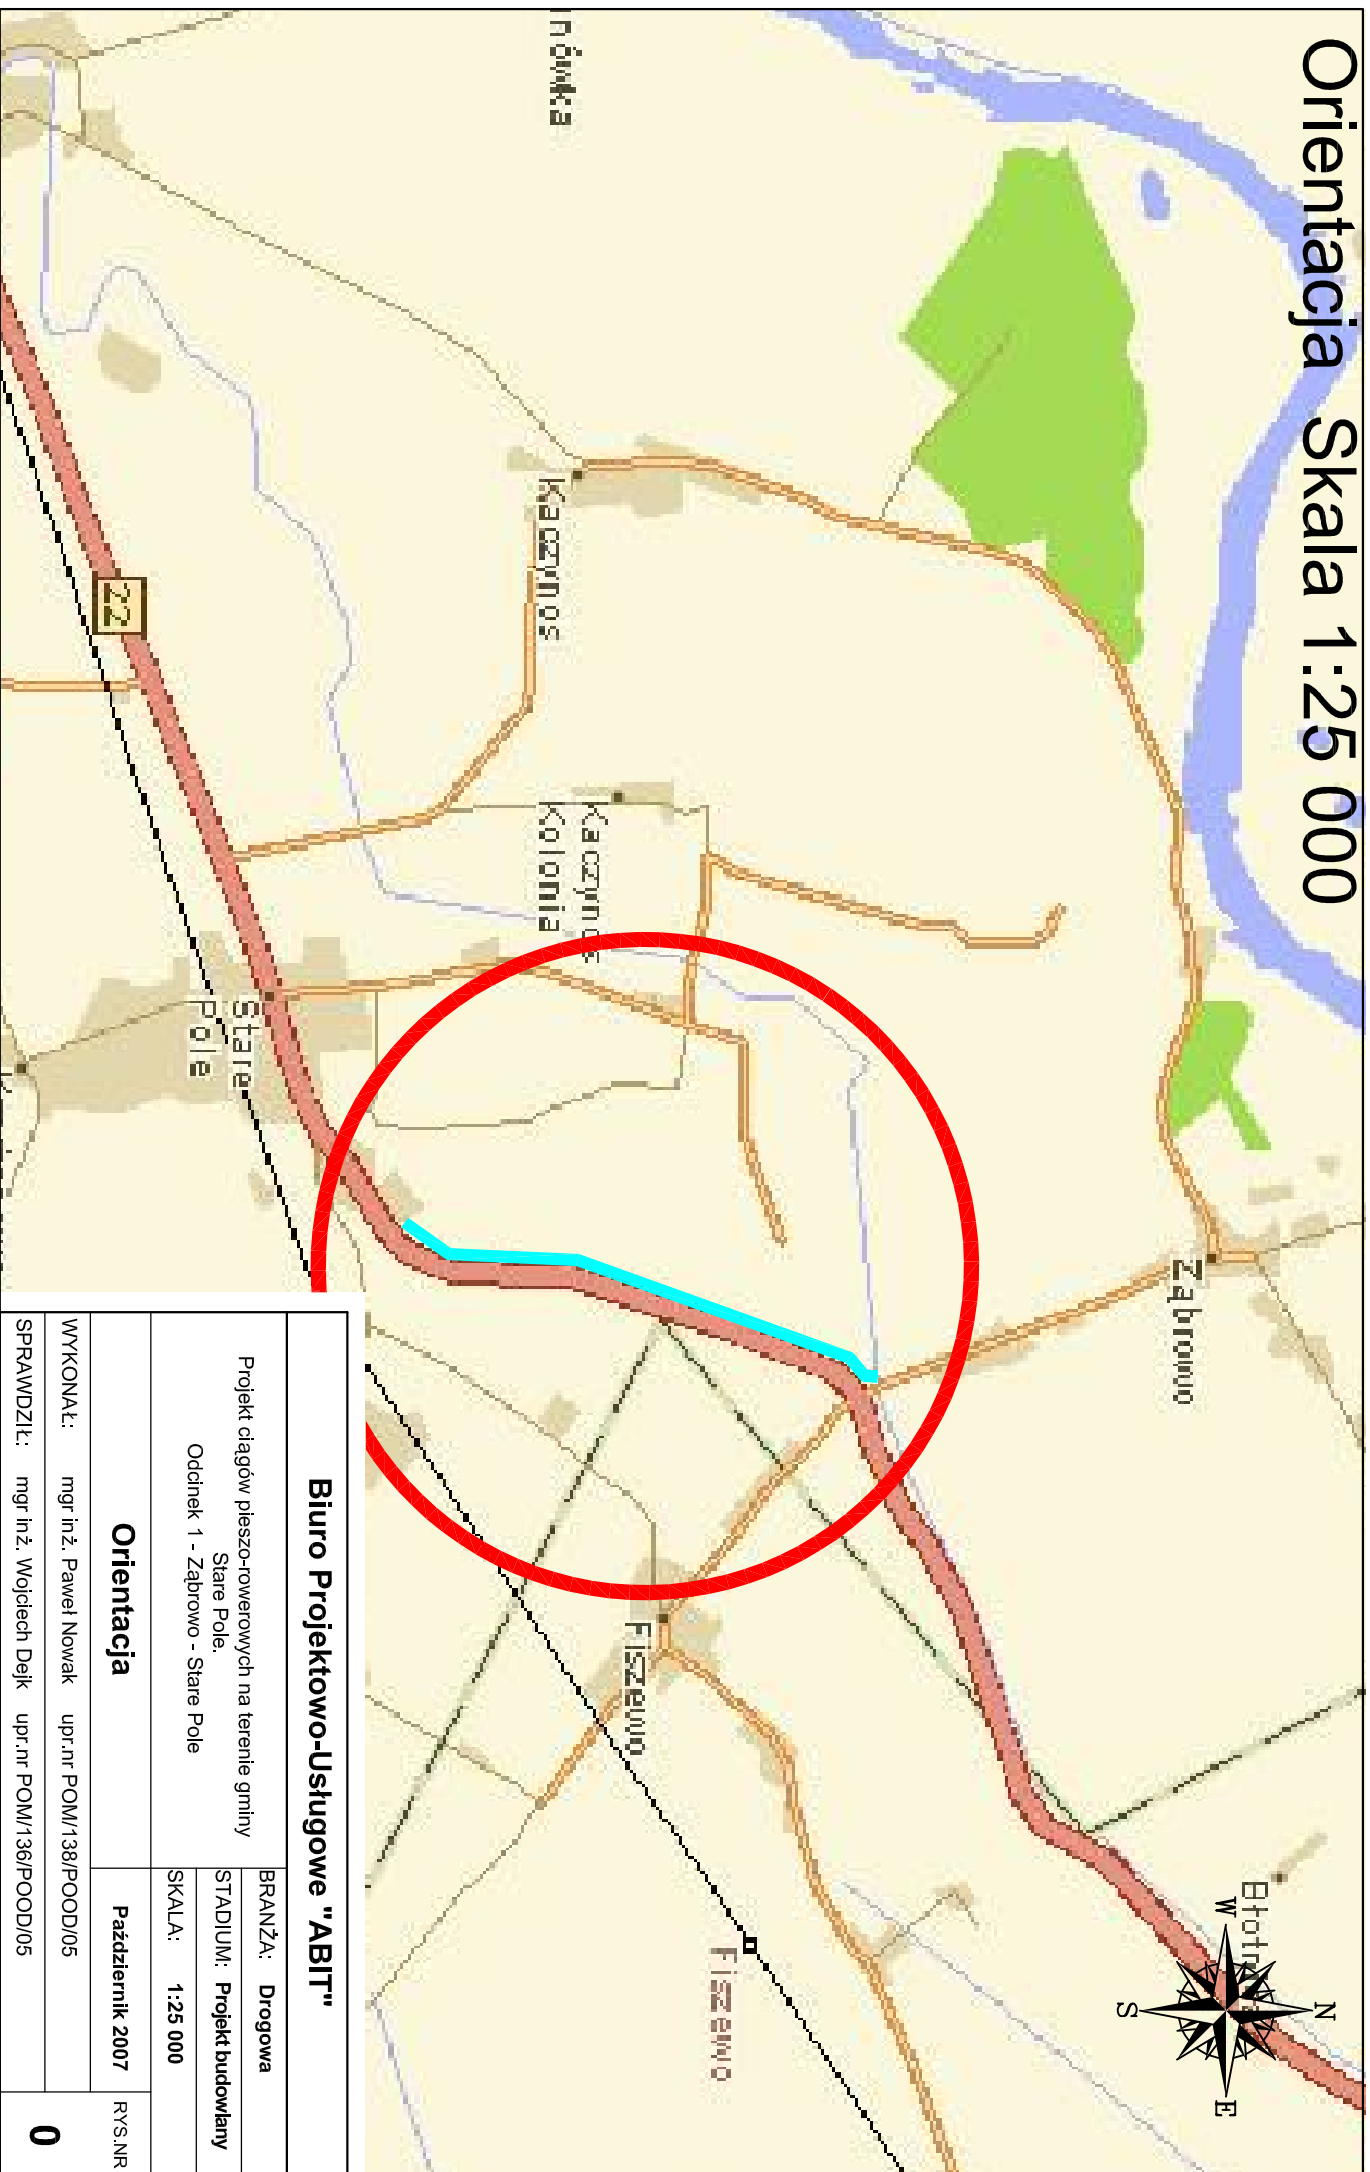 Orientacja Skala 1:25 000
nówka
Kaczynos
Kaczynos
Kolonia
22
Stare
Pole
Ząbrowo
Fiszewo
Fiszewo
N
W
E
S
Biuro Projektowo-Usługowe "ABIT"
Projekt ciągów pieszo-rowerowych na terenie gminy
Stare Pole.
Odcinek 1 - Ząbrowo - Stare Pole
BRANŻA: Drogowa
STADIUM: Projekt budowlany
SKALA: 1:25 000
Orientacja
Październik 2007
RYS.NR
0
WYKONAŁ: mgr inż. Paweł Nowak upr.nr POM/138/POOD/05
SPRAWDZIŁ: mgr inż. Wojciech Dejk upr.nr POM/136/POOD/05